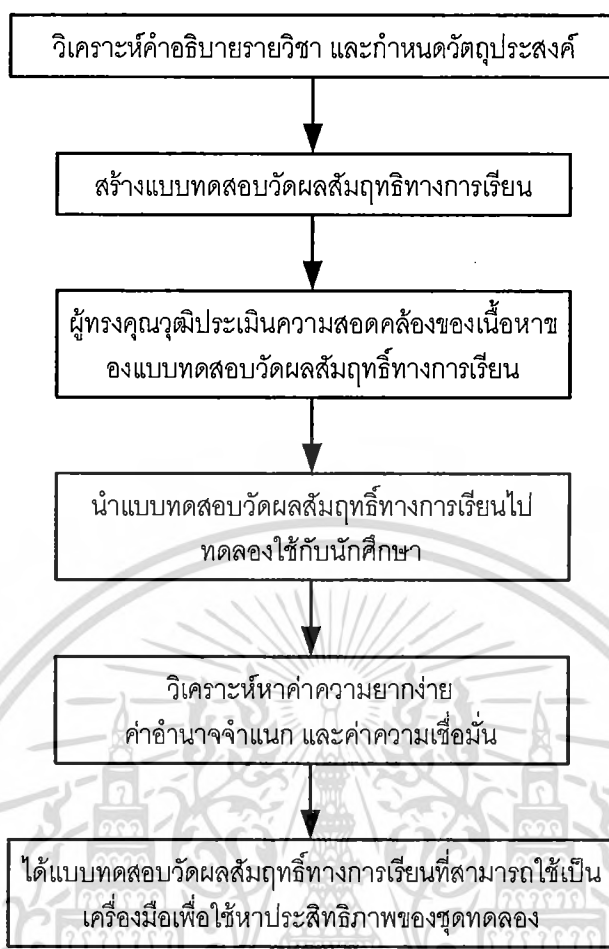 วิเคราะห์คำอธิบายรายวิชา และกำหนดวัตถุประสงค์
สร้างแบบทดสอบวัดผลสัมฤทธิทางการเรียน
ผู้ทรงคุณวุฒิประเมินความสอดคล้องของเนื้อหาข
องแบบทดสอบวัดผลสัมฤทธิ์ทางการเรียน
นำแบบทดสอบวัดผลสัมฤทธิ์ทางการเรียนไป
ทดลองใช้กับนักศึกษา
วิเคราะห์หาค่าความยากง่าย
ค่าอำนาจจำแนก และค่าความเชื่อมั่น
ได้แบบทดสอบวัดผลสัมฤทธิ์ทางการเรียนที่สามารถใช้เป็น
เครื่องมือเพื่อใช้หาประสิทธิภาพของชุดทดลอง